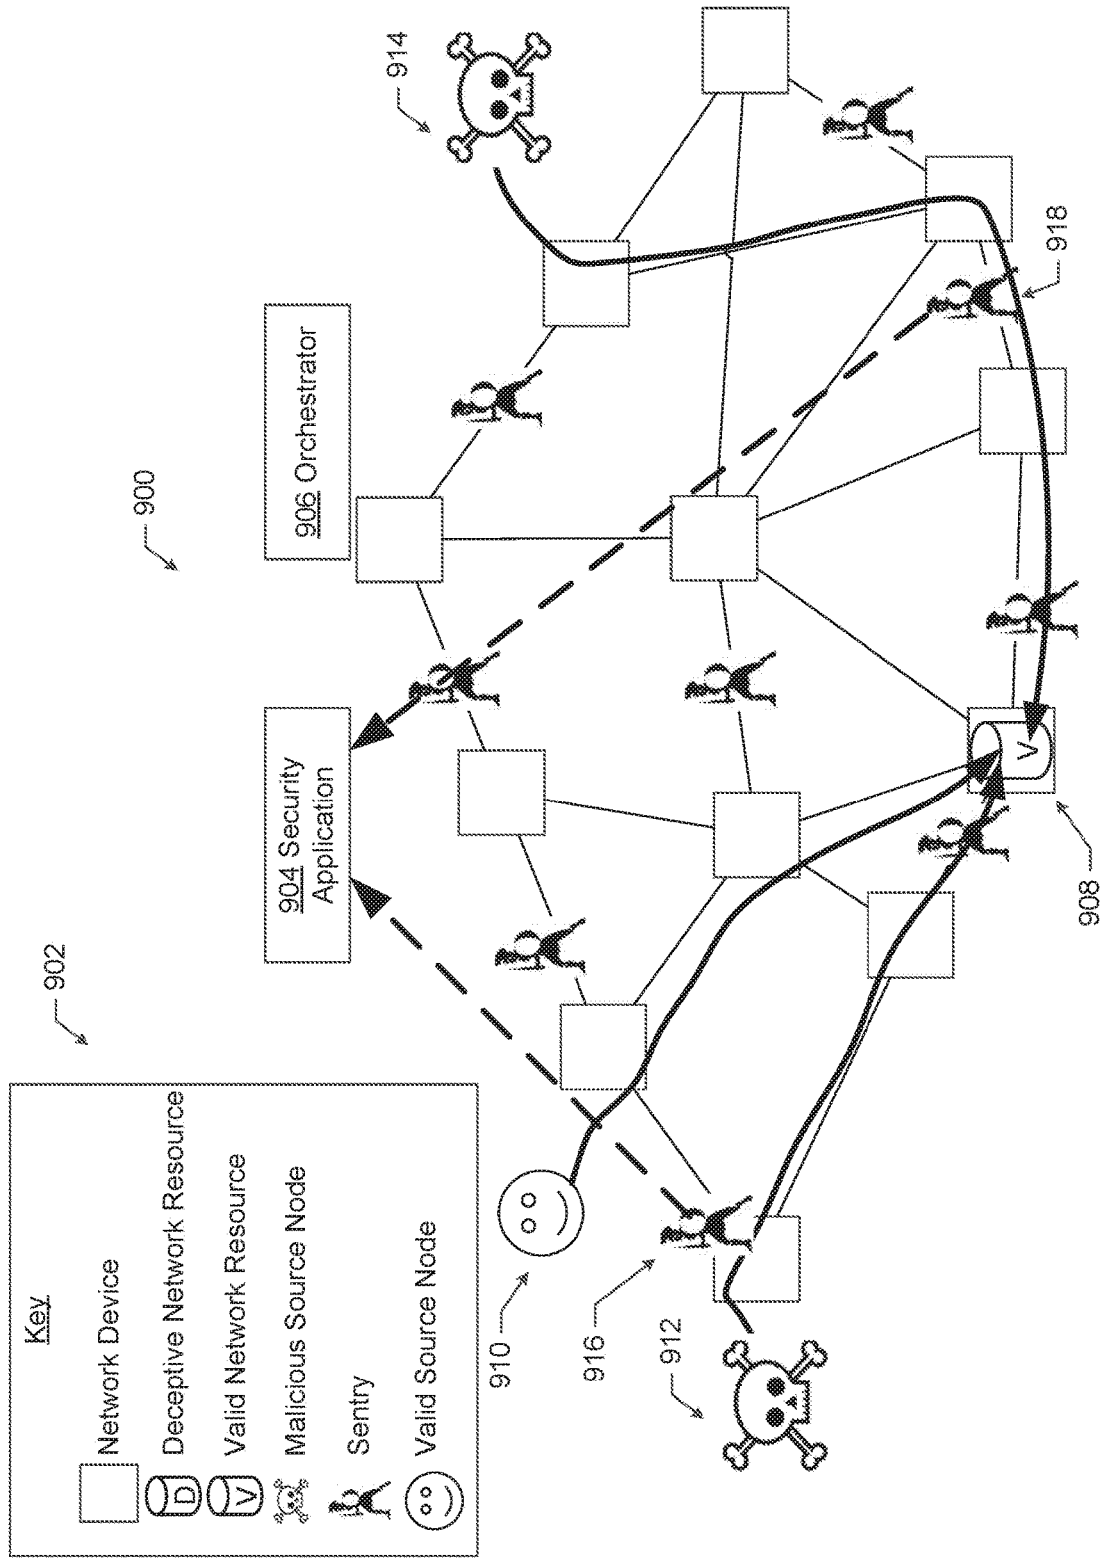 Key
Network Device
D
Deceptive Network Resource
V
Valid Network Resource
Malicious Source Node
Sentry
Valid Source Node
902
900
904 Security
Application
906 Orchestrator
910
916
912
914
918
908
V